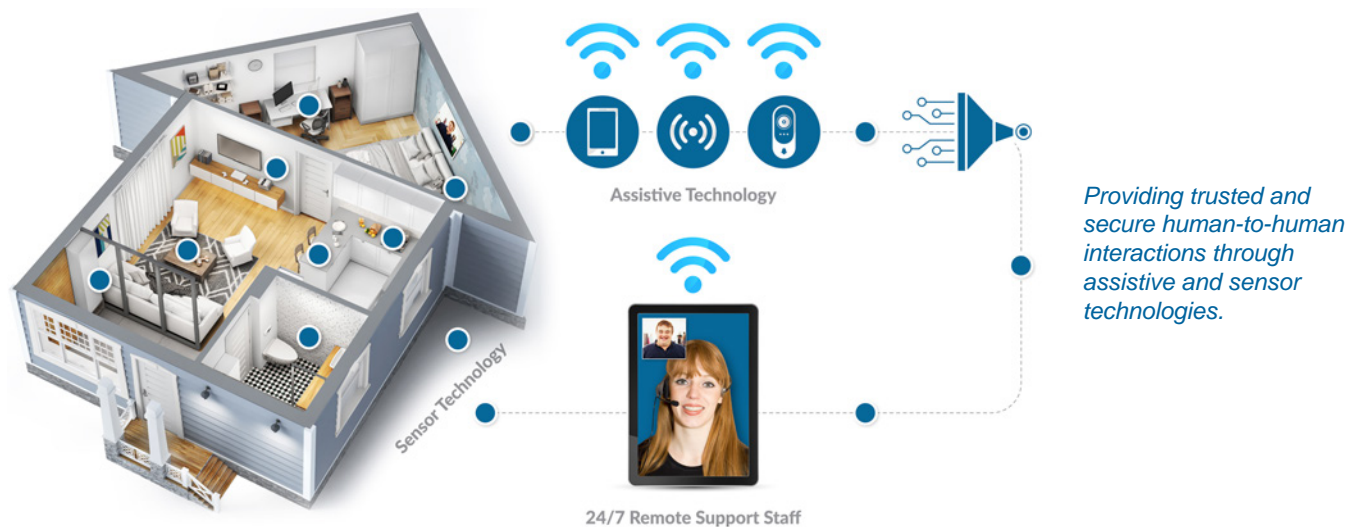 Assistive Technology
Providing trusted and
secure human-to-human
interactions through
assistive and sensor
technologies.
Sensor Technology
24/7 Remote Support Staff